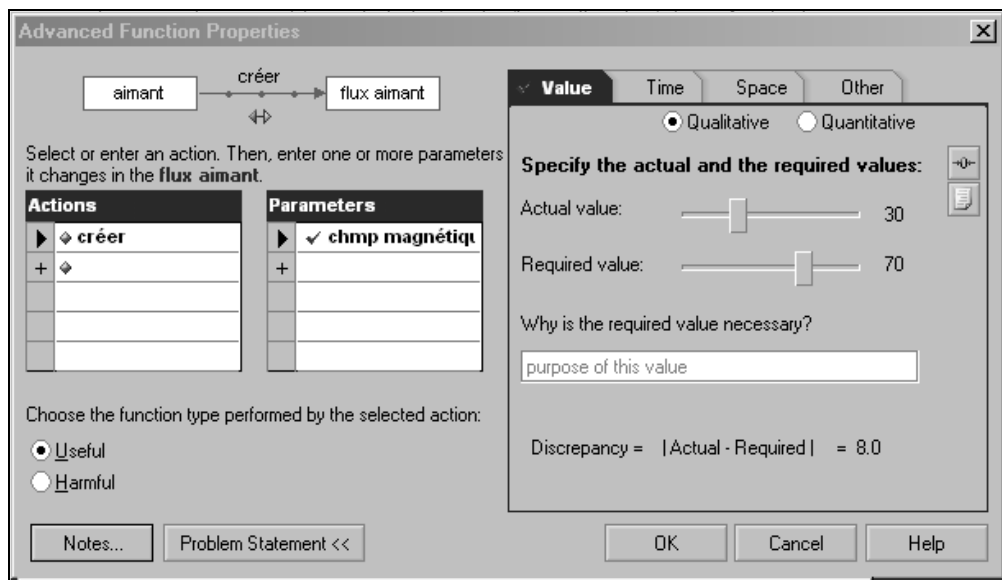 Advanced Function Properties
aimant
créer
flux aimant
Select or enter an action. Then, enter one or more parameters
it changes in the flux aimant.
Actions
créer
Parameters
chmp magnétiqu
Choose the function type performed by the selected action:
Useful
Harmful
Notes...
Problem Statement <<
Value
Time
Space
Other
Qualitative
Quantitative
Specify the actual and the required values:
Actual value:
30
Required value:
70
Why is the required value necessary?
purpose of this value
Discrepancy = |Actual - Required| = 8.0
OK
Cancel
Help